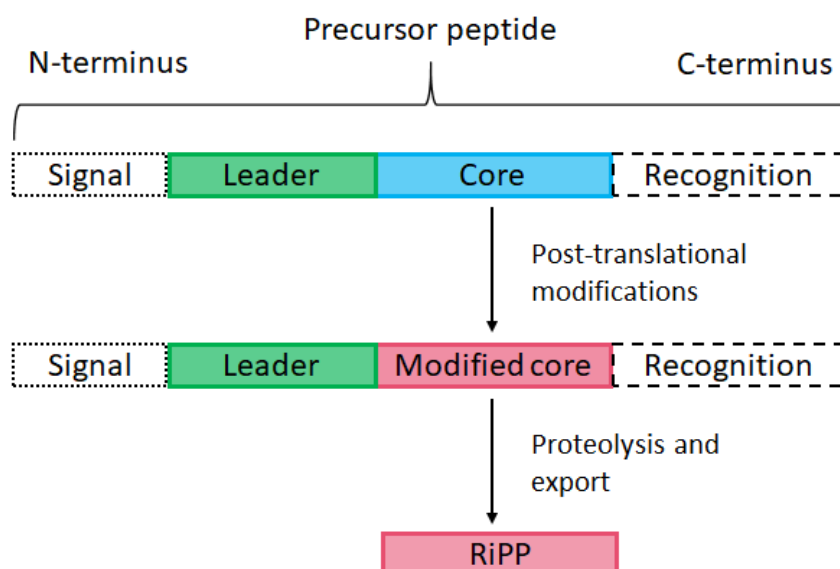 Precursor peptide
N-terminus
C-terminus
Signal
Leader
Core
Recognition
Post-translational
modifications
Signal
Leader
Modified core
Recognition
Proteolysis and
export
RiPP